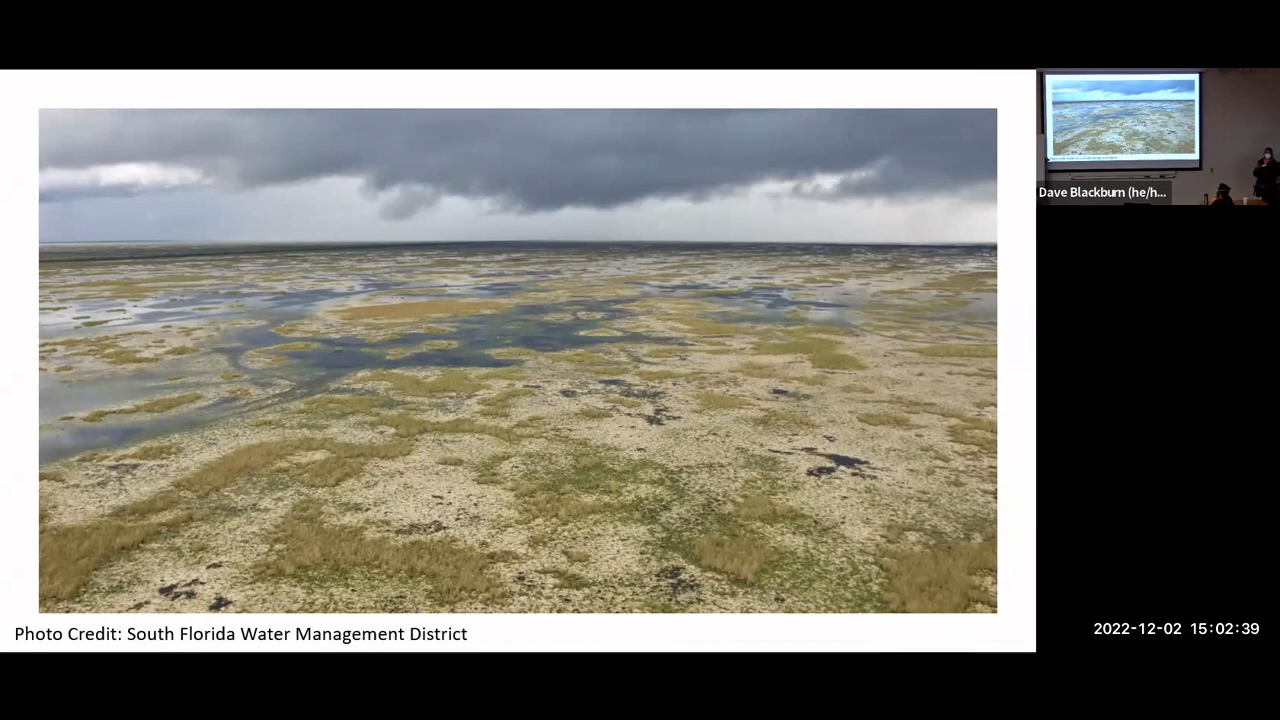 Dave Blackburn (he/h...
Photo Credit: South Florida Water Management District
2022-12-02 15:02:39